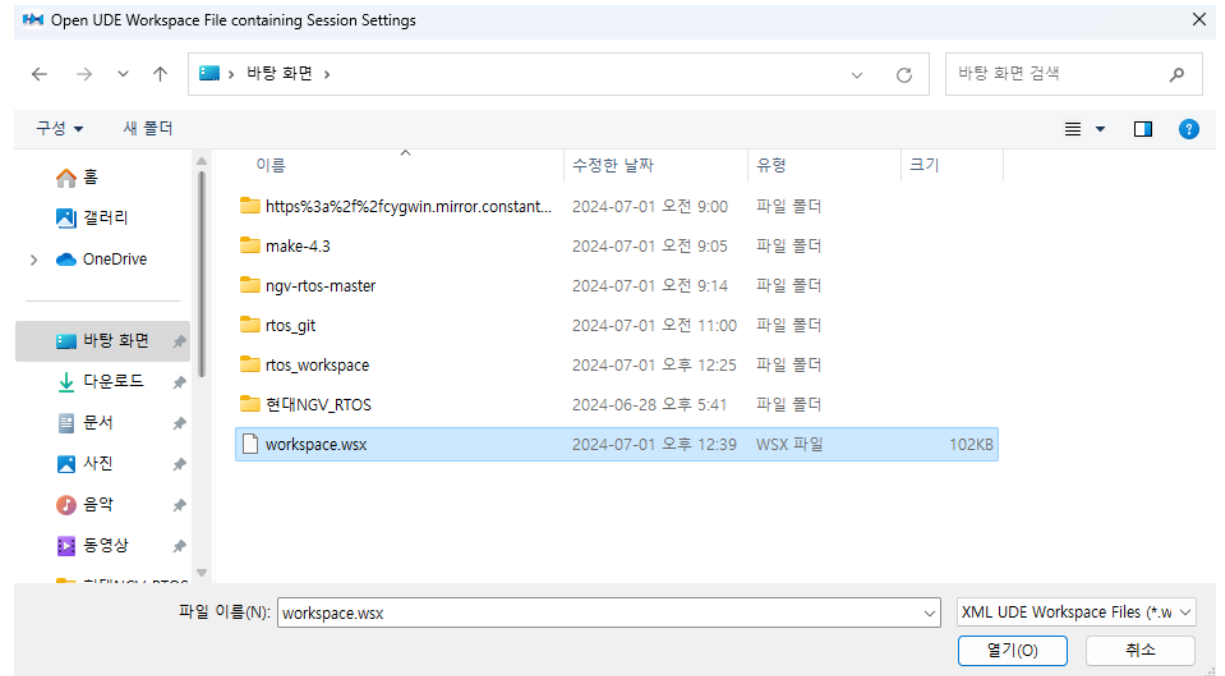 Open UDE Workspace File containing Session Settings
바탕 화면
바탕 화면 검색
구성 새 폴더
이름 수정한 날짜 유형 크기
홈
갤러리
OneDrive
바탕 화면
다운로드
문서
사진
음악
동영상
https%3a%2f%2fcygwin.mirror.constant... 2024-07-01 오전 9:00 파일 폴더
make-4.3 2024-07-01 오전 9:05 파일 폴더
ngv-rtos-master 2024-07-01 오전 9:14 파일 폴더
rtos_git 2024-07-01 오전 11:00 파일 폴더
rtos_workspace 2024-07-01 오후 12:25 파일 폴더
현대NGV_RTOS 2024-06-28 오후 5:41 파일 폴더
workspace.wsx 2024-07-01 오후 12:39 WSX 파일 102KB
파일 이름(N): workspace.wsx XML UDE Workspace Files (*.w
열기(O) 취소